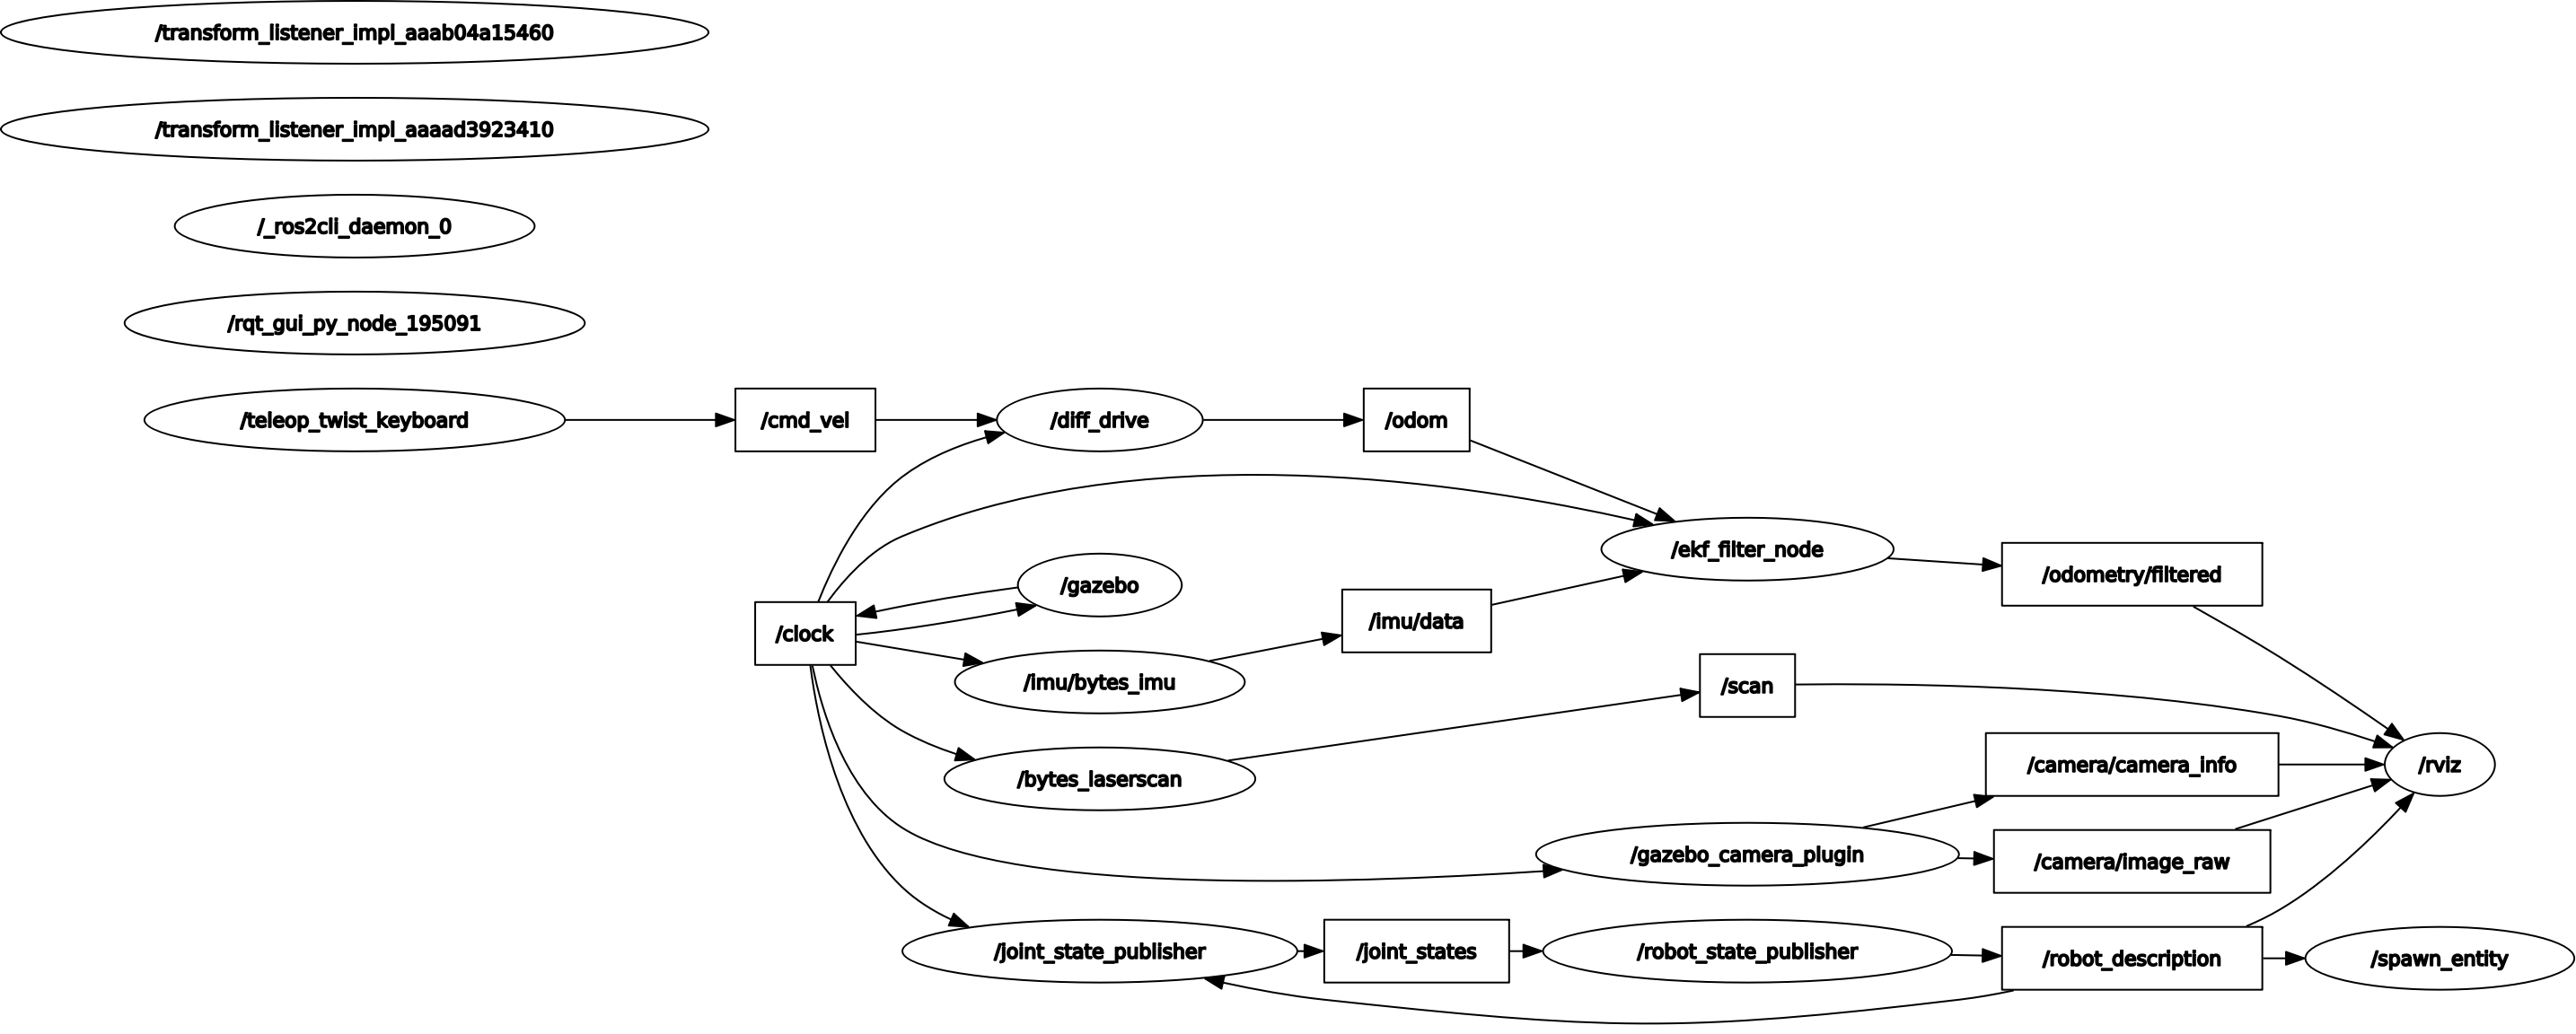 /transform_listener_impl_aaab04a15460
/transform_listener_impl_aaaad3923410
/_ros2cli_daemon_0
/rqt_gui_py_node_195091
/teleop_twist_keyboard
/cmd_vel
/diff_drive
/odom
/ekf_filter_node
/odometry/filtered
/gazebo
/clock
/imu/data
/imu/bytes_imu
/scan
/bytes_laserscan
/camera/camera_info
/rviz
/gazebo_camera_plugin
/camera/image_raw
/joint_state_publisher
/joint_states
/robot_state_publisher
/robot_description
/spawn_entity